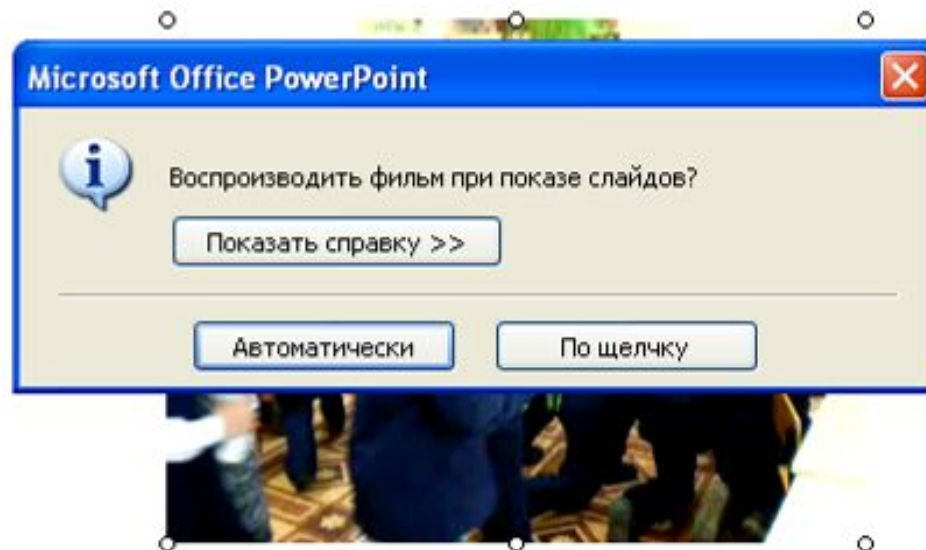 Microsoft Office PowerPoint
Воспроизводить фильм при показе слайдов?
Показать справку >>
Автоматически
По щелчку